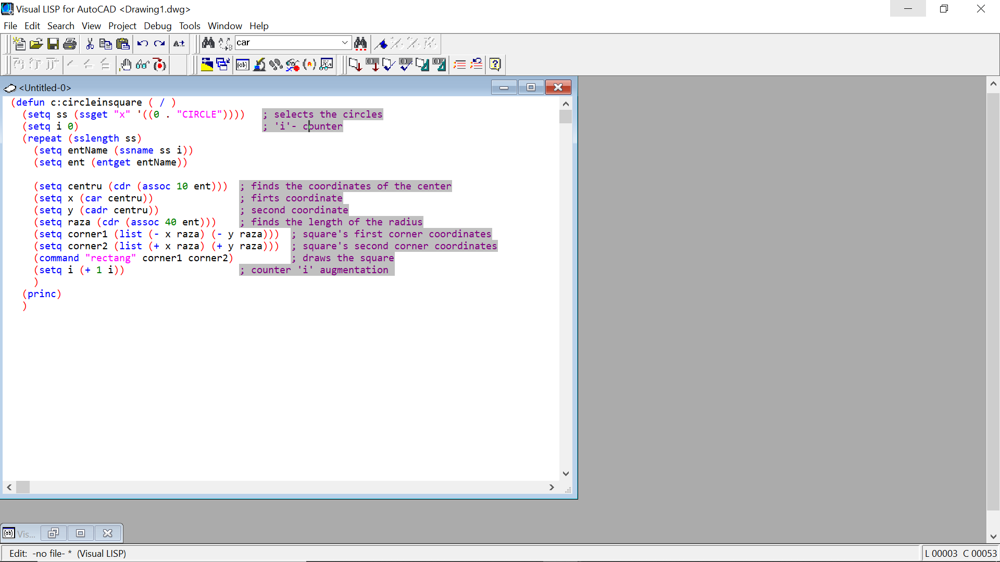 Visual LISP for AutoCAD <Drawing1.dwg>
File Edit Search View Project Debug Tools Window Help
car
<Untitled-0>
(defun c:circleinsquare ( / )
  (setq ss (ssget "x" '((0 . "CIRCLE"))))   ; selects the circles
  (setq i 0)                                ; 'i'- counter
  (repeat (sslength ss)
    (setq entName (ssname ss i))
    (setq ent (entget entName))
    (setq centru (cdr (assoc 10 ent)))  ; finds the coordinates of the center
    (setq x (car centru))               ; firts coordinate
    (setq y (cadr centru))              ; second coordinate
    (setq raza (cdr (assoc 40 ent)))    ; finds the length of the radius
    (setq corner1 (list (- x raza) (- y raza)))  ; square's first corner coordinates
    (setq corner2 (list (+ x raza) (+ y raza)))  ; square's second corner coordinates
    (command "rectang" corner1 corner2)          ; draws the square
    (setq i (+ 1 i))                    ; counter 'i' augmentation
    )
  (princ)
  )
Vis...
Edit: -no file- * (Visual LISP)
L 00003 C 00053